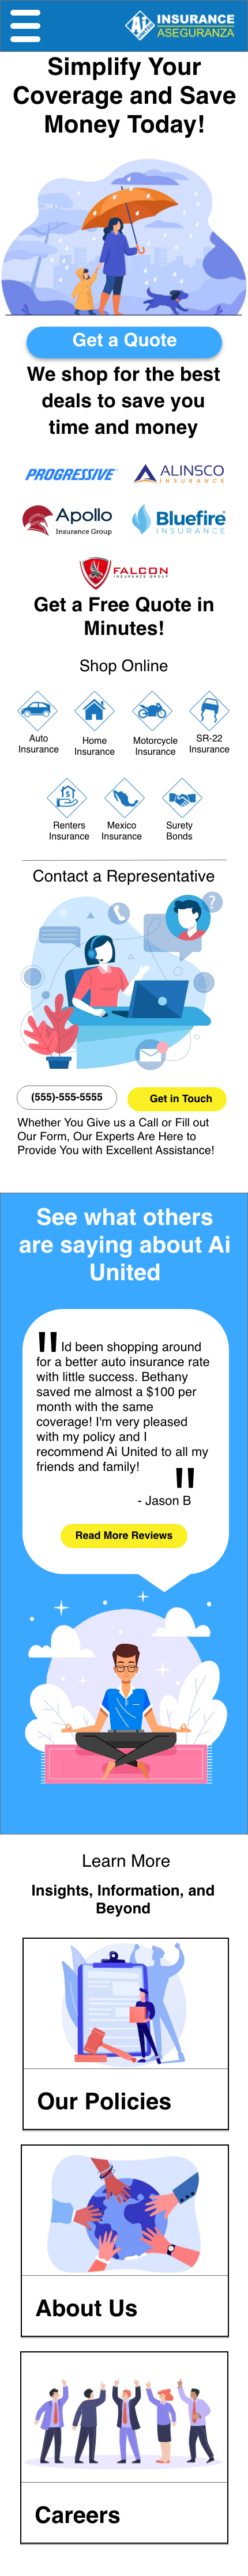 Ai INSURANCE
ASEGURANZA
Simplify Your
Coverage and Save
Money Today!
Get a Quote
We shop for the best
deals to save you
time and money
PROGRESSIVE
ALINSCO
INSURANCE
Apollo
Insurance Group
Bluefire
INSURANCE
FALCON
INSURANCE GROUP
Get a Free Quote in
Minutes!
Shop Online
Auto
Insurance
Home
Insurance
Motorcycle
Insurance
SR-22
Insurance
$
Renters
Insurance
Mexico
Insurance
Surety
Bonds
Contact a Representative
?
(555)-555-5555
Get in Touch
Whether You Give us a Call or Fill out
Our Form, Our Experts Are Here to
Provide You with Excellent Assistance!
See what others
are saying about Ai
United
" Id been shopping around
for a better auto insurance rate
with little success. Bethany
saved me almost a $100 per
month with the same
coverage! I'm very pleased
with my policy and I
recommend Ai United to all my
friends and family! "
- Jason B
Read More Reviews
Learn More
Insights, Information, and
Beyond
Our Policies
About Us
Careers